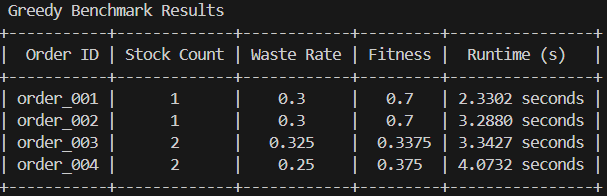 Greedy Benchmark Results
+-----------+-------------+------------+---------+----------------+
|  Order ID | Stock Count | Waste Rate | Fitness |  Runtime (s)   |
+-----------+-------------+------------+---------+----------------+
| order_001 |      1      |    0.3     |   0.7   | 2.3302 seconds |
| order_002 |      1      |    0.3     |   0.7   | 3.2880 seconds |
| order_003 |      2      |   0.325    |  0.3375 | 3.3427 seconds |
| order_004 |      2      |    0.25    |  0.375  | 4.0732 seconds |
+-----------+-------------+------------+---------+----------------+